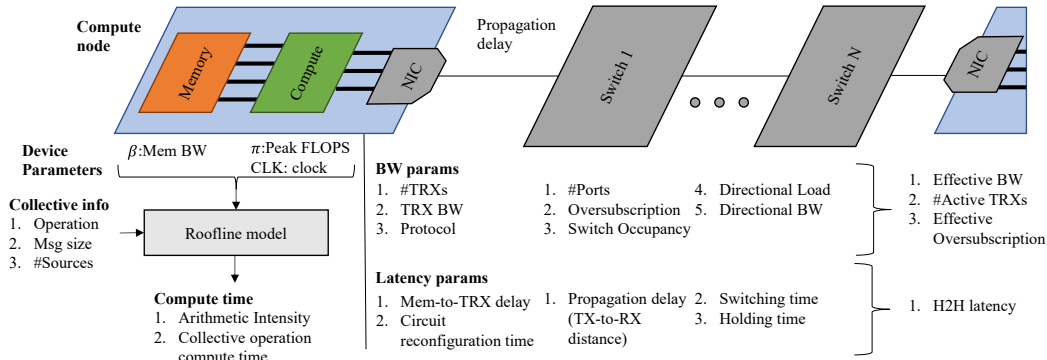 Compute
node
Memory
Compute
NIC
Propagation
delay
Switch 1
Switch N
NIC
Device
Parameters
β:Mem BW
π:Peak FLOPS
CLK: clock
Collective info
1. Operation
2. Msg size
3. #Sources
Roofline model
Compute time
1. Arithmetic Intensity
2. Collective operation
compute time
BW params
1. #TRXs
2. TRX BW
3. Protocol
1. #Ports
2. Oversubscription
3. Switch Occupancy
4. Directional Load
5. Directional BW
1. Effective BW
2. #Active TRXs
3. Effective
Oversubscription
Latency params
1. Mem-to-TRX delay
2. Circuit
reconfiguration time
1. Propagation delay
(TX-to-RX
distance)
2. Switching time
3. Holding time
1. H2H latency